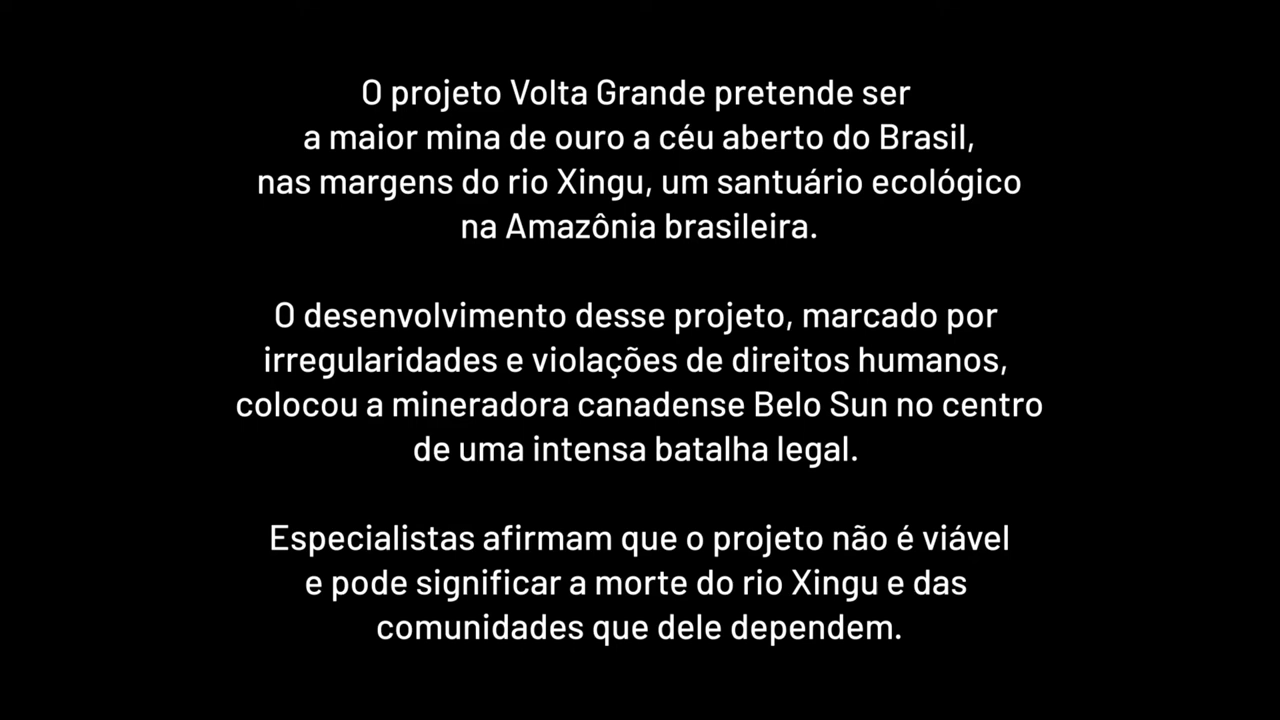 O projeto Volta Grande pretende ser
a maior mina de ouro a céu aberto do Brasil,
nas margens do rio Xingu, um santuário ecológico
na Amazônia brasileira.
O desenvolvimento desse projeto, marcado por
irregularidades e violações de direitos humanos,
colocou a mineradora canadense Belo Sun no centro
de uma intensa batalha legal.
Especialistas afirmam que o projeto não é viável
e pode significar a morte do rio Xingu e das
comunidades que dele dependem.